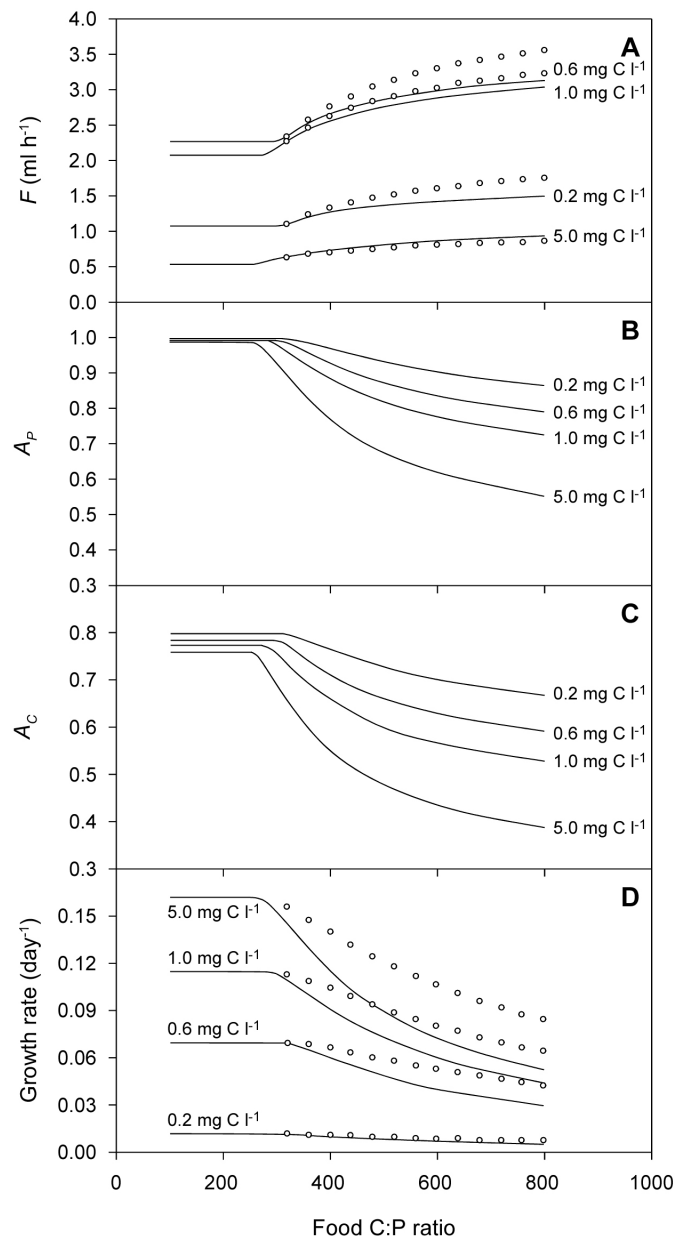 A
4.0
3.5
3.0
2.5
2.0
1.5
1.0
0.5
0.0
F (ml h⁻¹)
0.6 mg C l⁻¹
1.0 mg C l⁻¹
0.2 mg C l⁻¹
5.0 mg C l⁻¹
B
1.0
0.9
0.8
0.7
0.6
0.5
0.4
0.3
A_P
0.2 mg C l⁻¹
0.6 mg C l⁻¹
1.0 mg C l⁻¹
5.0 mg C l⁻¹
C
0.8
0.7
0.6
0.5
0.4
0.3
A_C
0.2 mg C l⁻¹
0.6 mg C l⁻¹
1.0 mg C l⁻¹
5.0 mg C l⁻¹
D
0.15
0.12
0.09
0.06
0.03
0.00
Growth rate (day⁻¹)
5.0 mg C l⁻¹
1.0 mg C l⁻¹
0.6 mg C l⁻¹
0.2 mg C l⁻¹
0 200 400 600 800 1000
Food C:P ratio